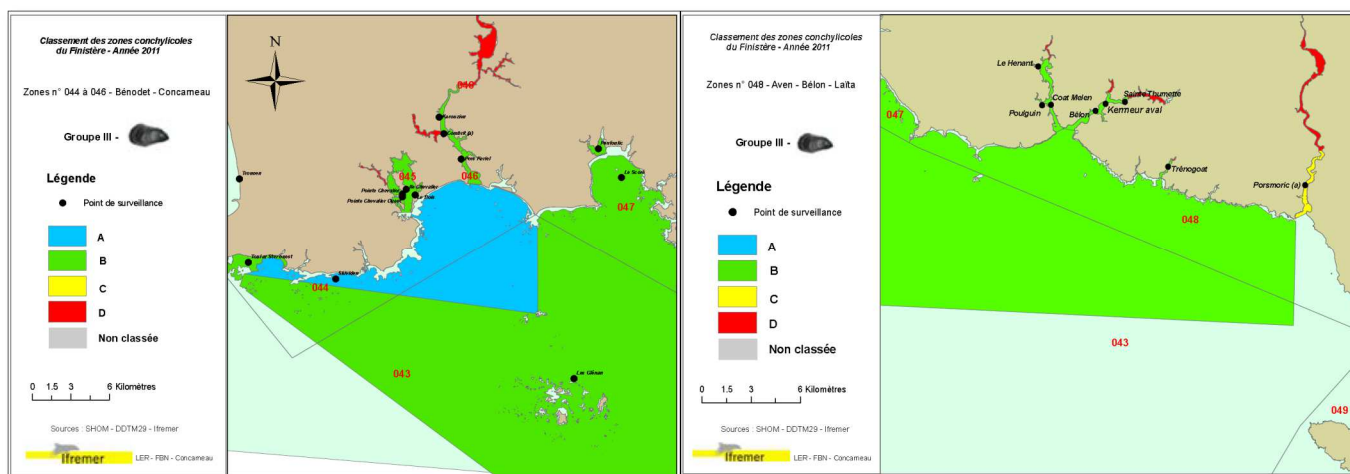 Classement des zones conchylicoles
du Finistère - Année 2011
Zones n° 044 à 046 - Bénodet - Concarneau
Groupe III -
Légende
Point de surveillance
A
B
C
D
Non classée
0 1.5 3 6 Kilomètres
Sources : SHOM - DDTM29 - Ifremer
Ifremer
LER - FBN - Concarneau
N
045
046
047
044
043
Pen Foulic
Le Scoré
Les Glénan
Pointe Chevalier
Classement des zones conchylicoles
du Finistère - Année 2011
Zones n° 048 - Aven - Bélon - Laïta
Groupe III -
Légende
Point de surveillance
A
B
C
D
Non classée
0 1.5 3 6 Kilomètres
Sources : SHOM - DDTM29 - Ifremer
Ifremer
LER - FBN - Concarneau
Le Henant
Coat Melen
Poulguin
Bélon
Sainte Thumette
Kermeur aval
Trénogoat
Porsmoric (a)
047
048
043
049